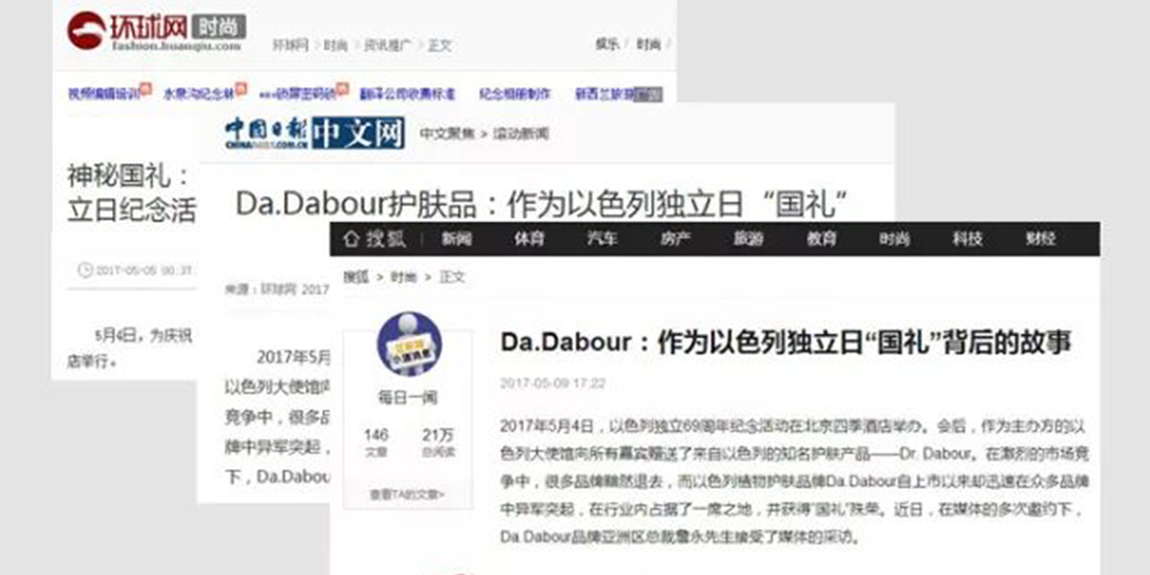 环球网 时尚
fashion.huanqiu.com
环球网 > 时尚 > 资讯推广 > 正文
娱乐 / 时尚 /
视频编辑培训
水泉沟纪念林
锁屏密码锁
翻译公司收费标准
纪念相册制作
新西兰旅游
神秘国礼：
立日纪念活
2017-05-05
5月4日，为庆祝
店举行。
中国日报 中文网
CHINADAILY.COM.CN
中文聚焦 > 滚动新闻
Da.Dabour护肤品：作为以色列独立日“国礼”
来源：环球网 2017
2017年5月
以色列大使馆向
竞争中，很多品
牌中异军突起，
下，Da.Dabou
搜狐 | 新闻 体育 汽车 房产 旅游 教育 时尚 科技 财经
搜狐 > 时尚 > 正文
每日一闻
146 21万
文章 总阅读
查看TA的文章>
Da.Dabour：作为以色列独立日“国礼”背后的故事
2017-05-09 17:22
2017年5月4日，以色列独立69周年纪念活动在北京四季酒店举办。会后，作为主办方的以
色列大使馆向所有嘉宾赠送了来自以色列的知名护肤产品——Dr. Dabour。在激烈的市场竞
争中，很多品牌黯然退去，而以色列植物护肤品牌Da.Dabour自上市以来却迅速在众多品牌
中异军突起，在行业内占据了一席之地，并获得“国礼”殊荣。近日，在媒体的多次邀约下，
Da.Dabour品牌亚洲区总裁詹永先生接受了媒体的采访。